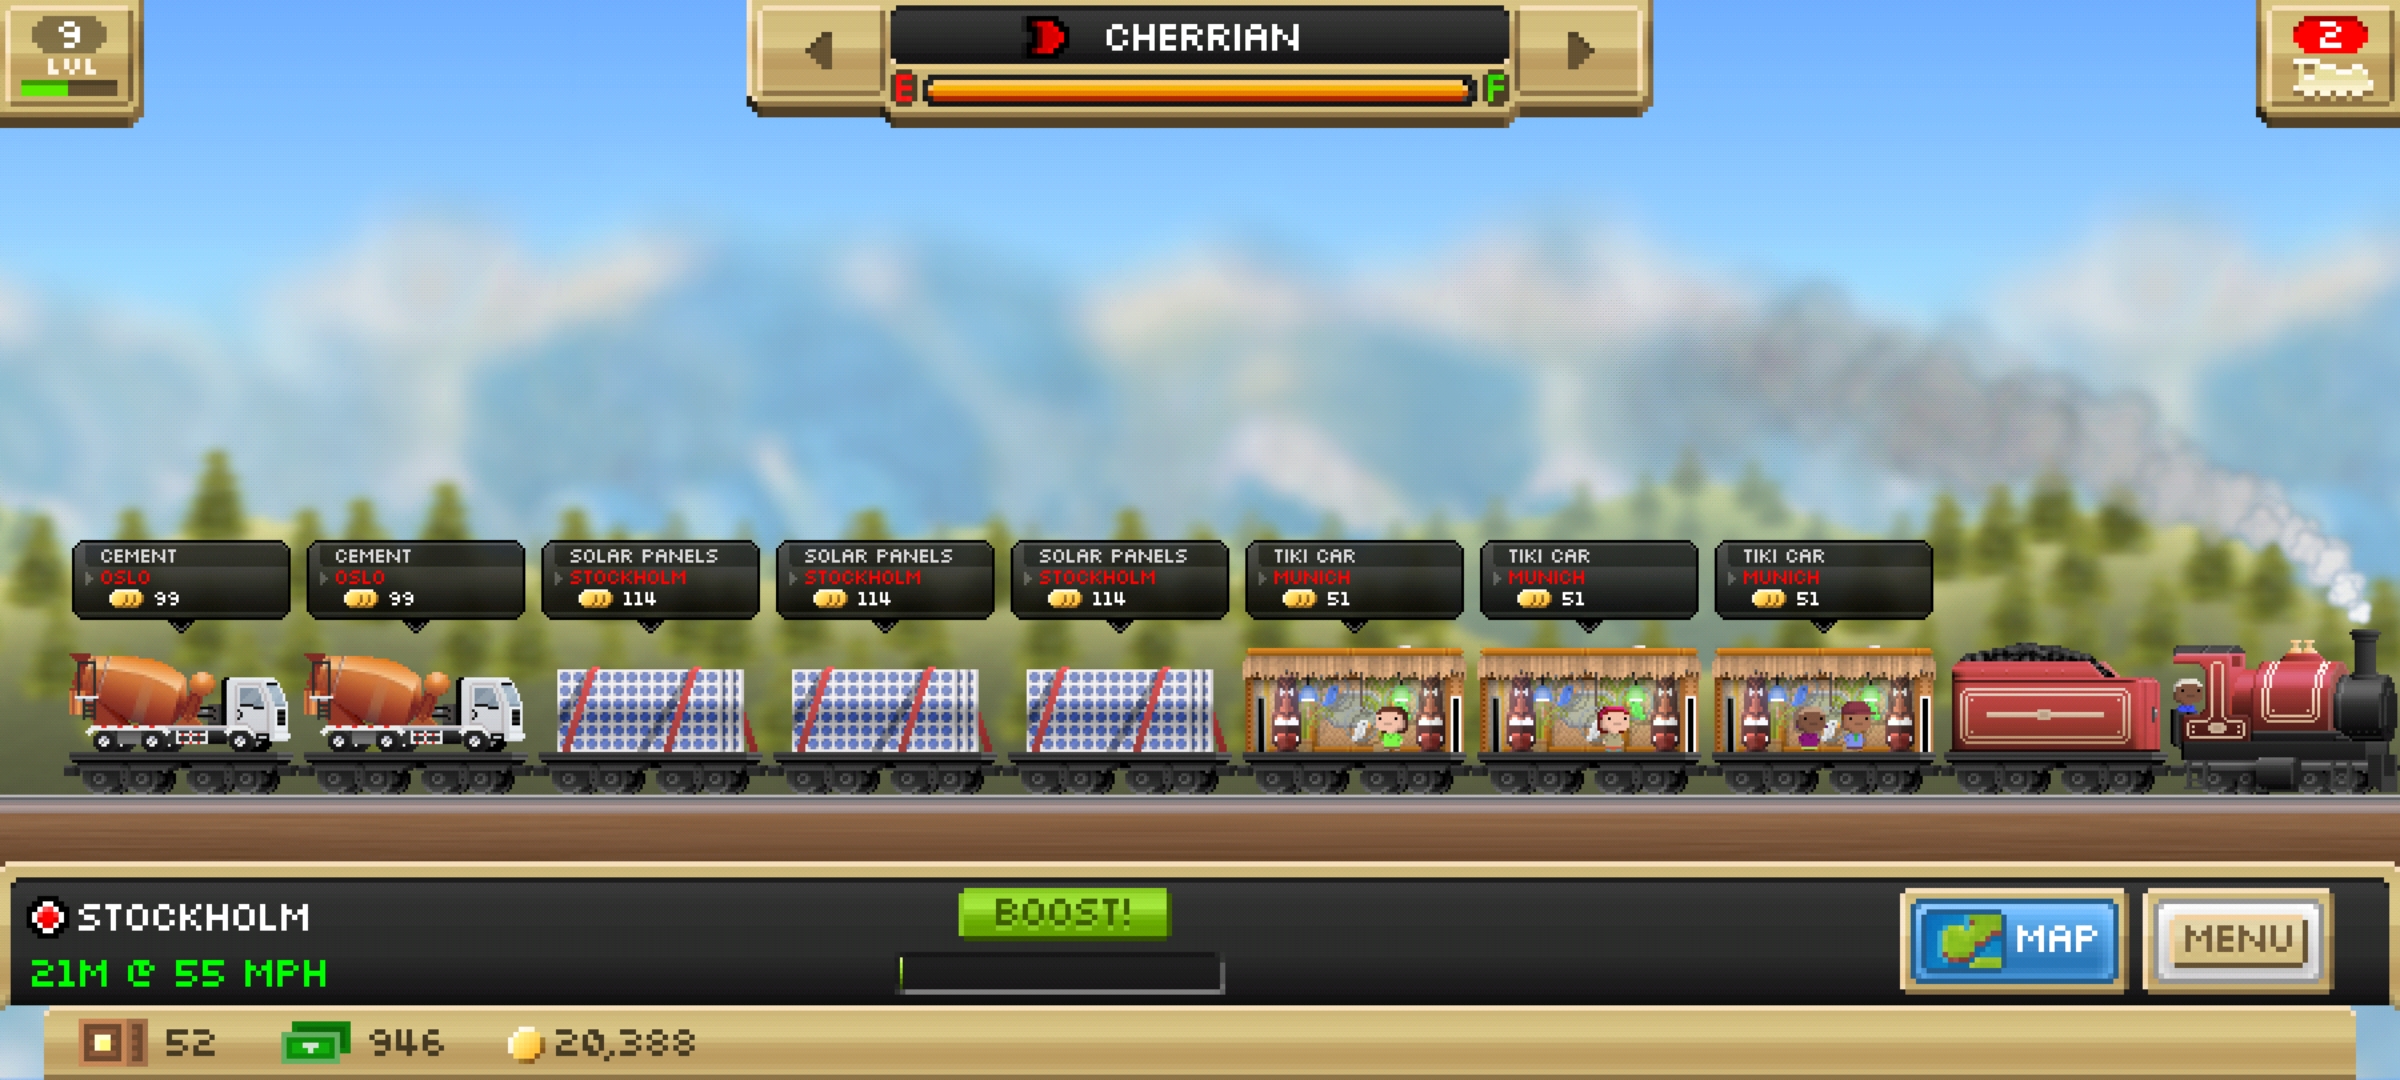 9
LVL
CHERRIAN
E F
2
CEMENT
OSLO
99
CEMENT
OSLO
99
SOLAR PANELS
STOCKHOLM
114
SOLAR PANELS
STOCKHOLM
114
SOLAR PANELS
STOCKHOLM
114
TIKI CAR
MUNICH
51
TIKI CAR
MUNICH
51
TIKI CAR
MUNICH
51
STOCKHOLM
21M @ 55 MPH
BOOST!
MAP
MENU
52
946
20,388